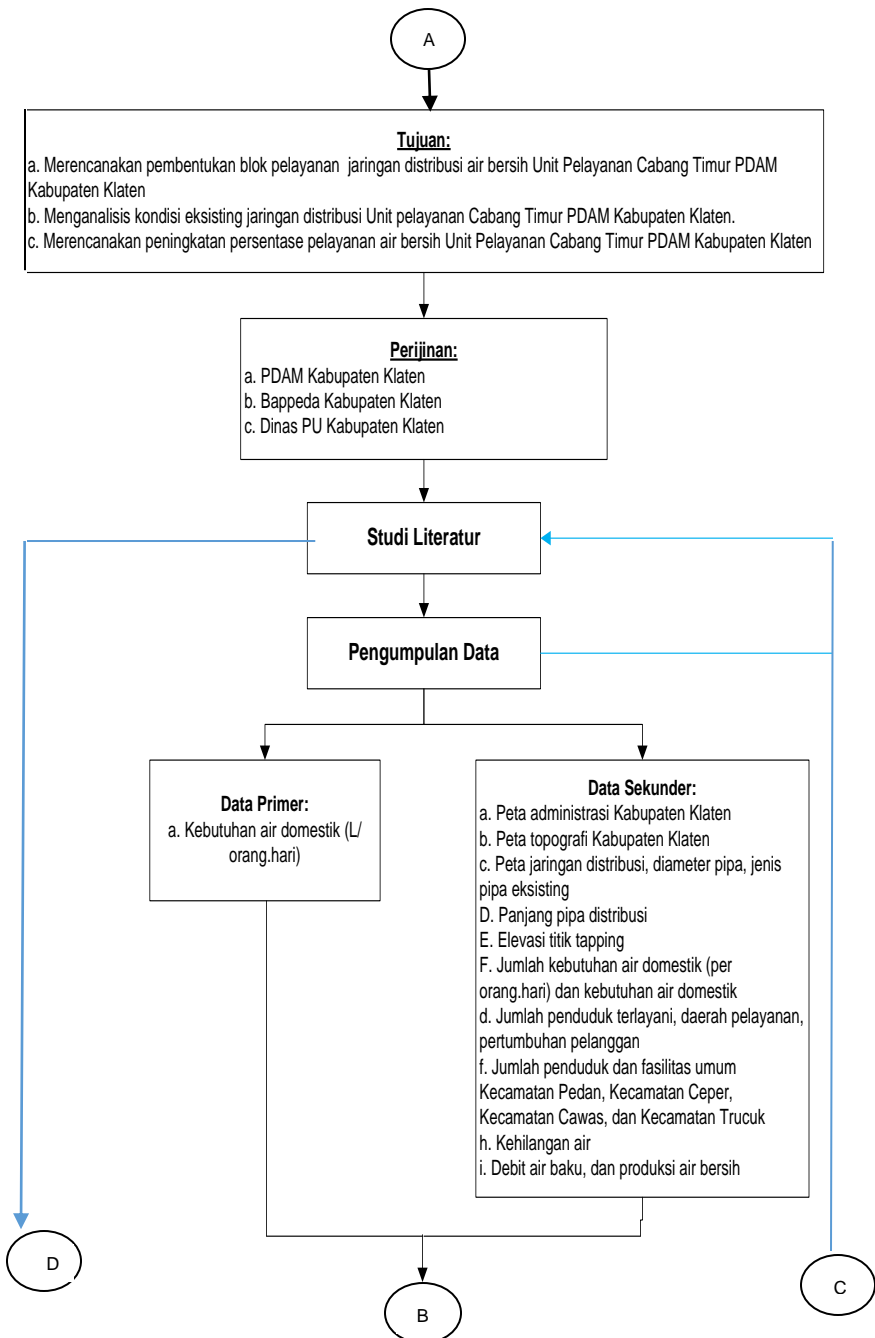 A
Tujuan:
a. Merencanakan pembentukan blok pelayanan jaringan distribusi air bersih Unit Pelayanan Cabang Timur PDAM
Kabupaten Klaten
b. Menganalisis kondisi eksisting jaringan distribusi Unit pelayanan Cabang Timur PDAM Kabupaten Klaten.
c. Merencanakan peningkatan persentase pelayanan air bersih Unit Pelayanan Cabang Timur PDAM Kabupaten Klaten
Perijinan:
a. PDAM Kabupaten Klaten
b. Bappeda Kabupaten Klaten
c. Dinas PU Kabupaten Klaten
Studi Literatur
Pengumpulan Data
Data Primer:
a. Kebutuhan air domestik (L/
orang.hari)
Data Sekunder:
a. Peta administrasi Kabupaten Klaten
b. Peta topografi Kabupaten Klaten
c. Peta jaringan distribusi, diameter pipa, jenis
pipa eksisting
D. Panjang pipa distribusi
E. Elevasi titik tapping
F. Jumlah kebutuhan air domestik (per
orang.hari) dan kebutuhan air domestik
d. Jumlah penduduk terlayani, daerah pelayanan,
pertumbuhan pelanggan
f. Jumlah penduduk dan fasilitas umum
Kecamatan Pedan, Kecamatan Ceper,
Kecamatan Cawas, dan Kecamatan Trucuk
h. Kehilangan air
i. Debit air baku, dan produksi air bersih
D
B
C